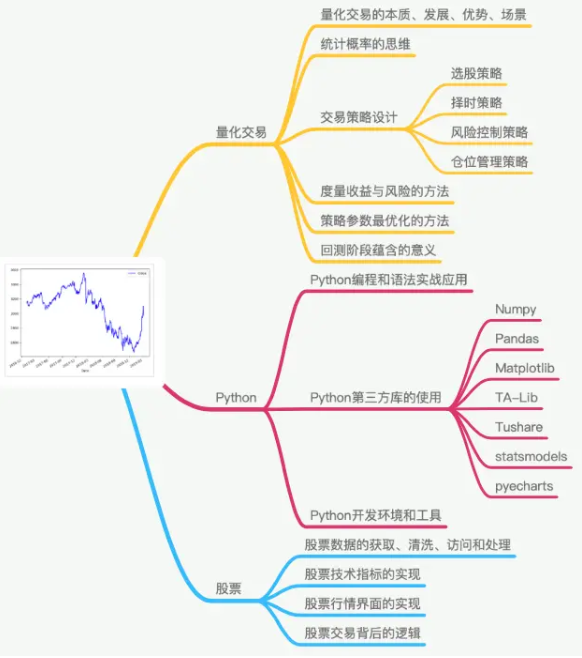 量化交易的本质、发展、优势、场景
统计概率的思维
选股策略
择时策略
交易策略设计
风险控制策略
量化交易
仓位管理策略
度量收益与风险的方法
策略参数最优化的方法
回测阶段蕴含的意义
Python编程和语法实战应用
Numpy
Pandas
Matplotlib
Python
Python第三方库的使用
TA-Lib
Tushare
statsmodels
pyecharts
Python开发环境和工具
股票数据的获取、清洗、访问和处理
股票技术指标的实现
股票
股票行情界面的实现
股票交易背后的逻辑